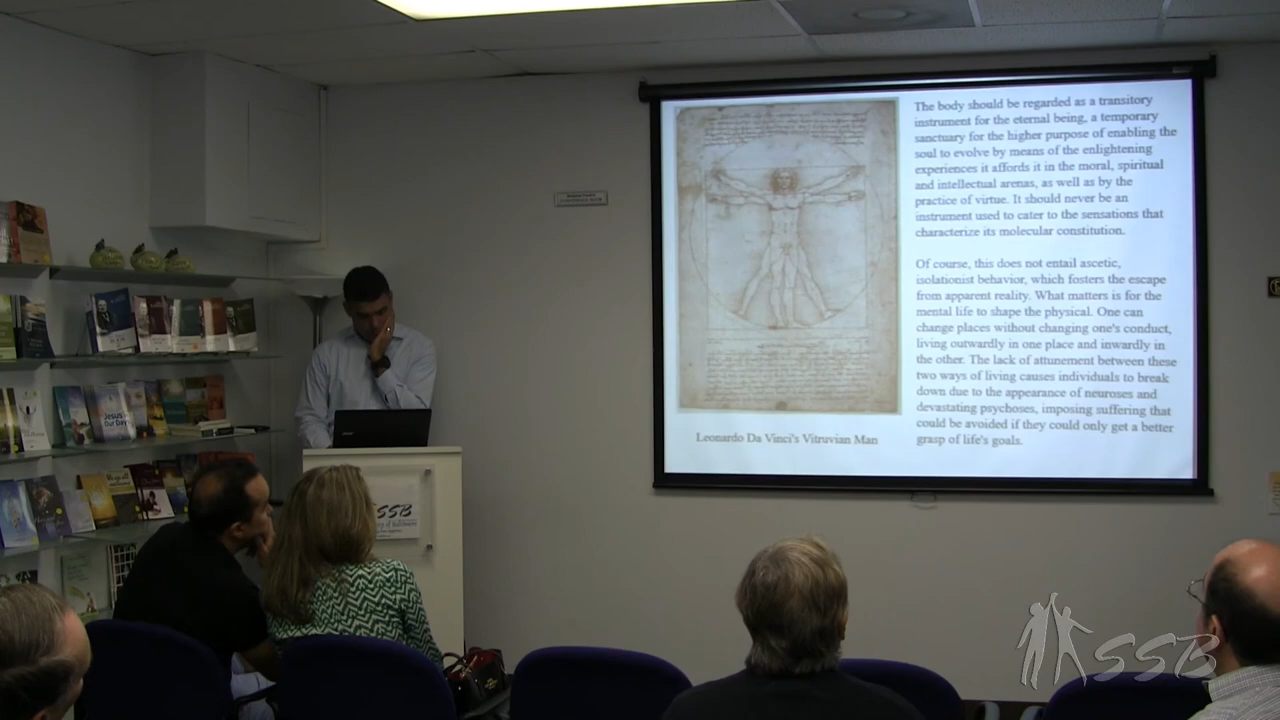 The body should be regarded as a transitory
instrument for the eternal being, a temporary
sanctuary for the higher purpose of enabling the
soul to evolve by means of the enlightening
experiences it affords it in the moral, spiritual
and intellectual arenas, as well as by the
practice of virtue. It should never be an
instrument used to cater to the sensations that
characterize its molecular constitution.
Of course, this does not entail ascetic,
isolationist behavior, which fosters the escape
from apparent reality. What matters is for the
mental life to shape the physical. One can
change places without changing one's conduct,
living outwardly in one place and inwardly in
the other. The lack of attunement between these
two ways of living causes individuals to break
down due to the appearance of neuroses and
devastating psychoses, imposing suffering that
could be avoided if they could only get a better
grasp of life's goals.
Leonardo Da Vinci's Vitruvian Man
Jesus
Our Day
SSB
of Baltimore
SSB